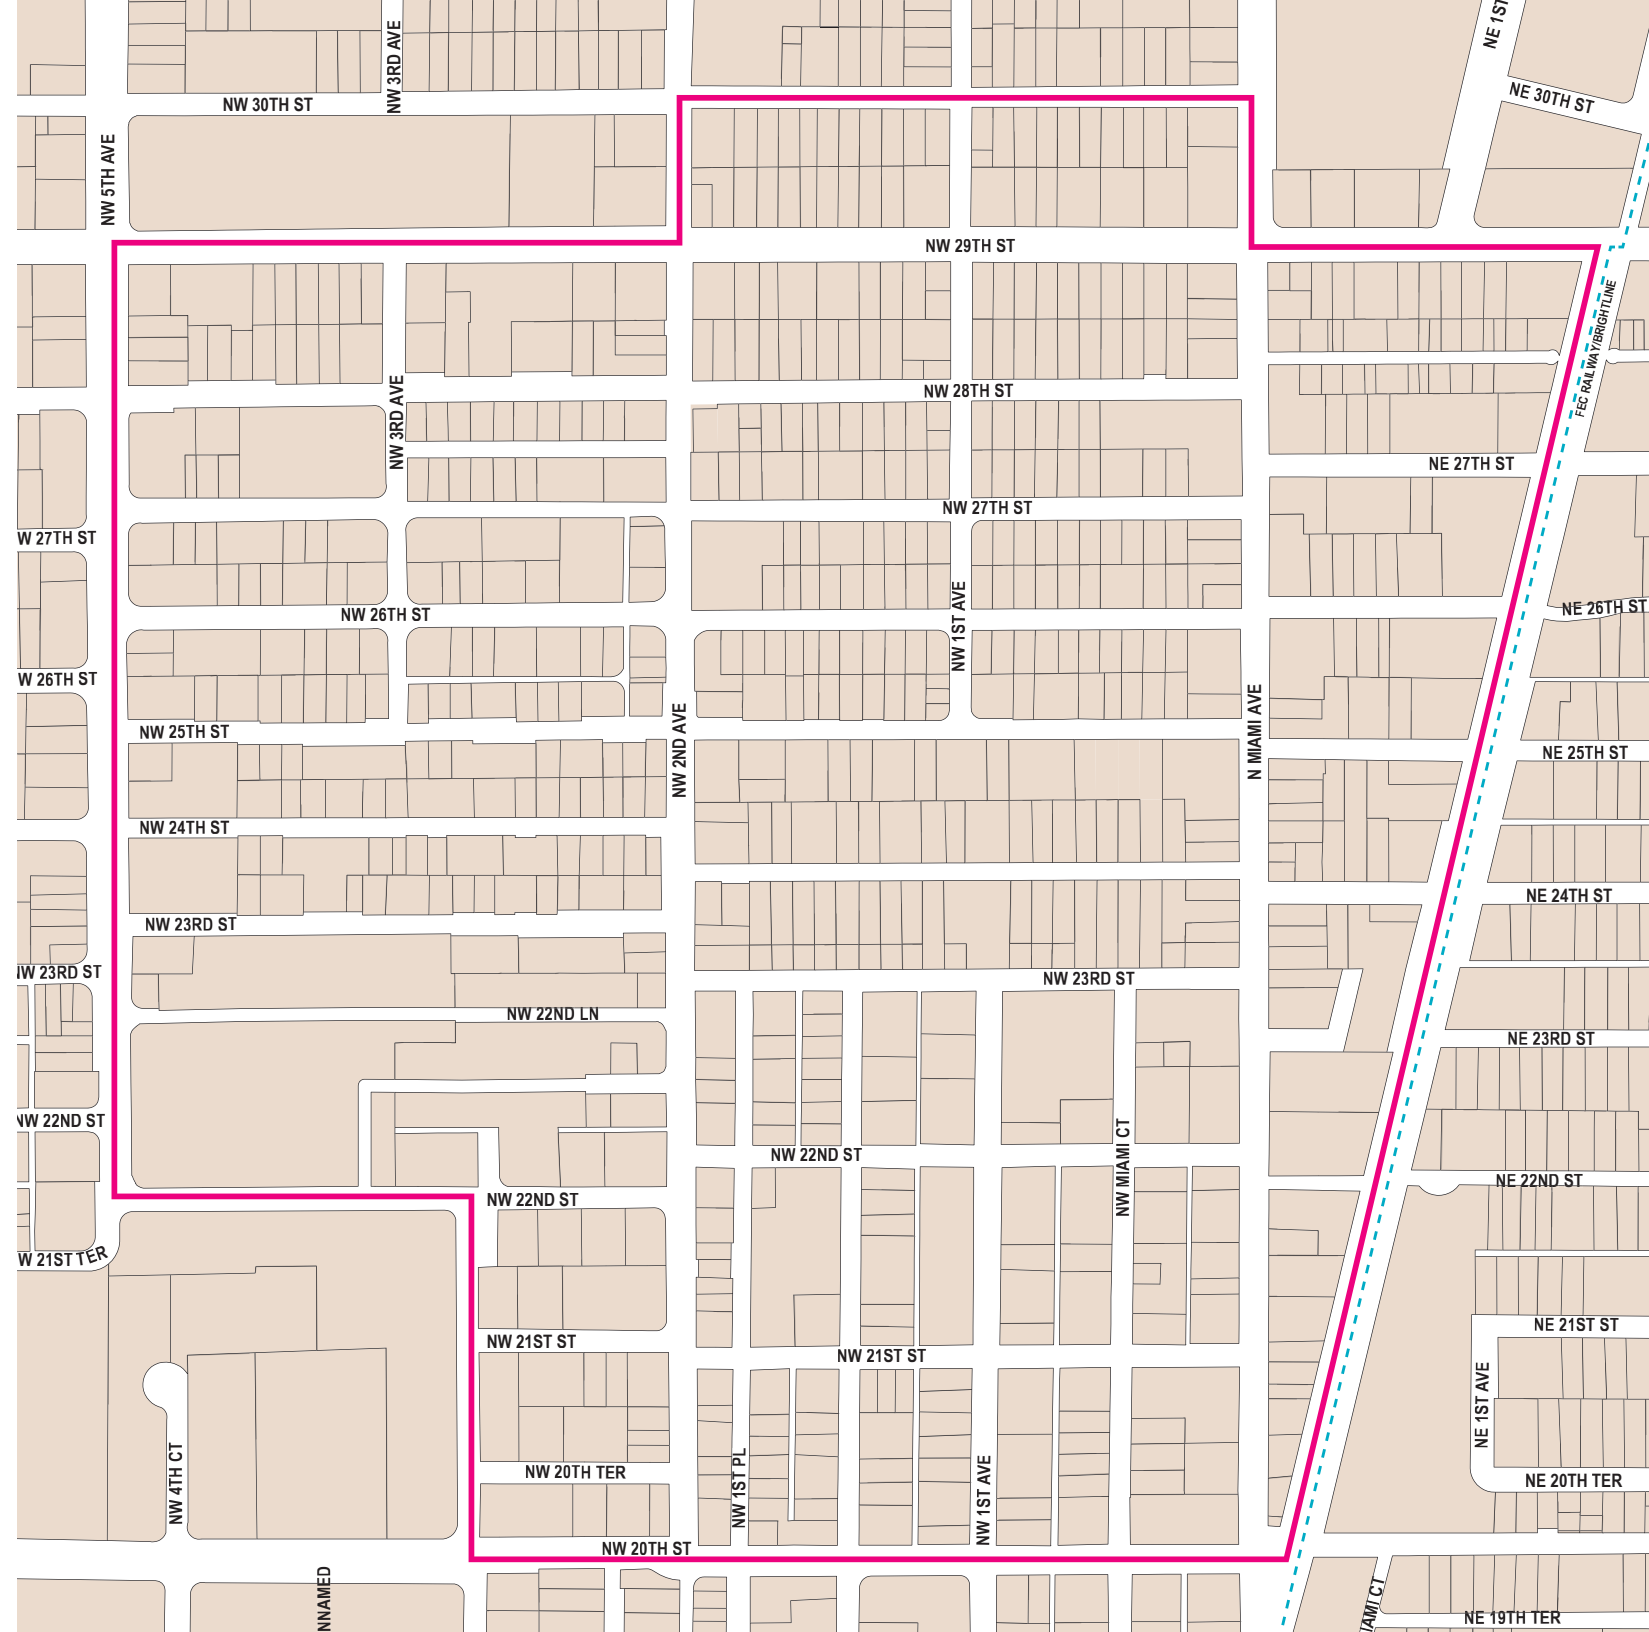 NE 1ST
NW 3RD AVE
NW 30TH ST
NE 30TH ST
NW 5TH AVE
NW 29TH ST
FEC RAILWAY/BRIGHTLINE
NW 3RD AVE
NW 28TH ST
NE 27TH ST
NW 27TH ST
W 27TH ST
NW 26TH ST
NW 1ST AVE
NE 26TH ST
W 26TH ST
NW 25TH ST
NW 2ND AVE
N MIAMI AVE
NE 25TH ST
NW 24TH ST
NE 24TH ST
NW 23RD ST
NW 23RD ST
NW 23RD ST
NW 22ND LN
NE 23RD ST
NW 22ND ST
NW MIAMI CT
NW 22ND ST
NE 22ND ST
NW 22ND ST
W 21ST TER
NE 21ST ST
NW 21ST ST
NW 21ST ST
NE 1ST AVE
NW 4TH CT
NW 20TH TER
NW 1ST PL
NW 1ST AVE
NE 20TH TER
NW 20TH ST
NNAMED
IAMI CT
NE 19TH TER